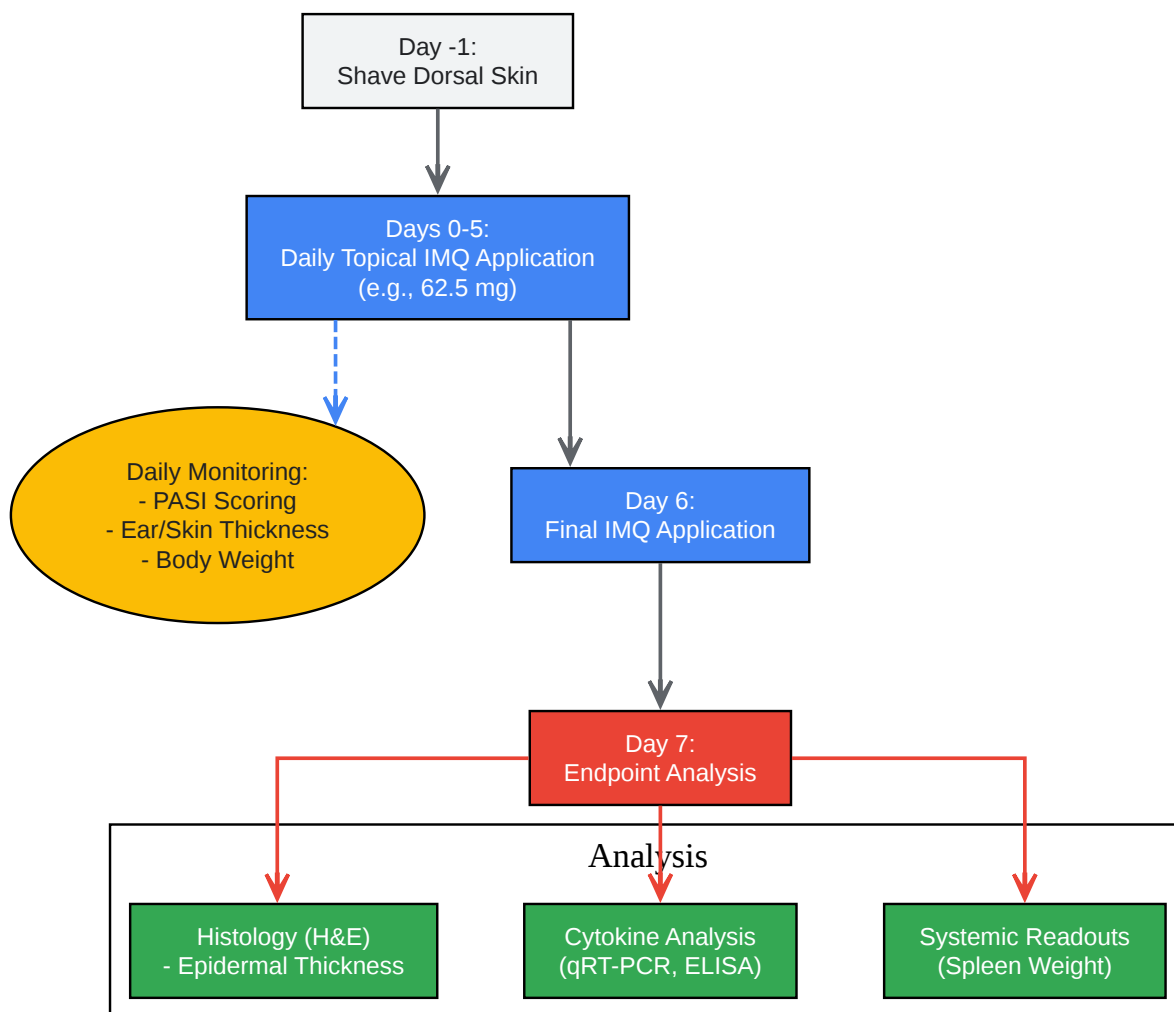 Day -1:
Shave Dorsal Skin
Days 0-5:
Daily Topical IMQ Application
(e.g., 62.5 mg)
Daily Monitoring:
- PASI Scoring
- Ear/Skin Thickness
- Body Weight
Day 6:
Final IMQ Application
Day 7:
Endpoint Analysis
Analysis
Histology (H&E)
- Epidermal Thickness
Cytokine Analysis
(qRT-PCR, ELISA)
Systemic Readouts
(Spleen Weight)